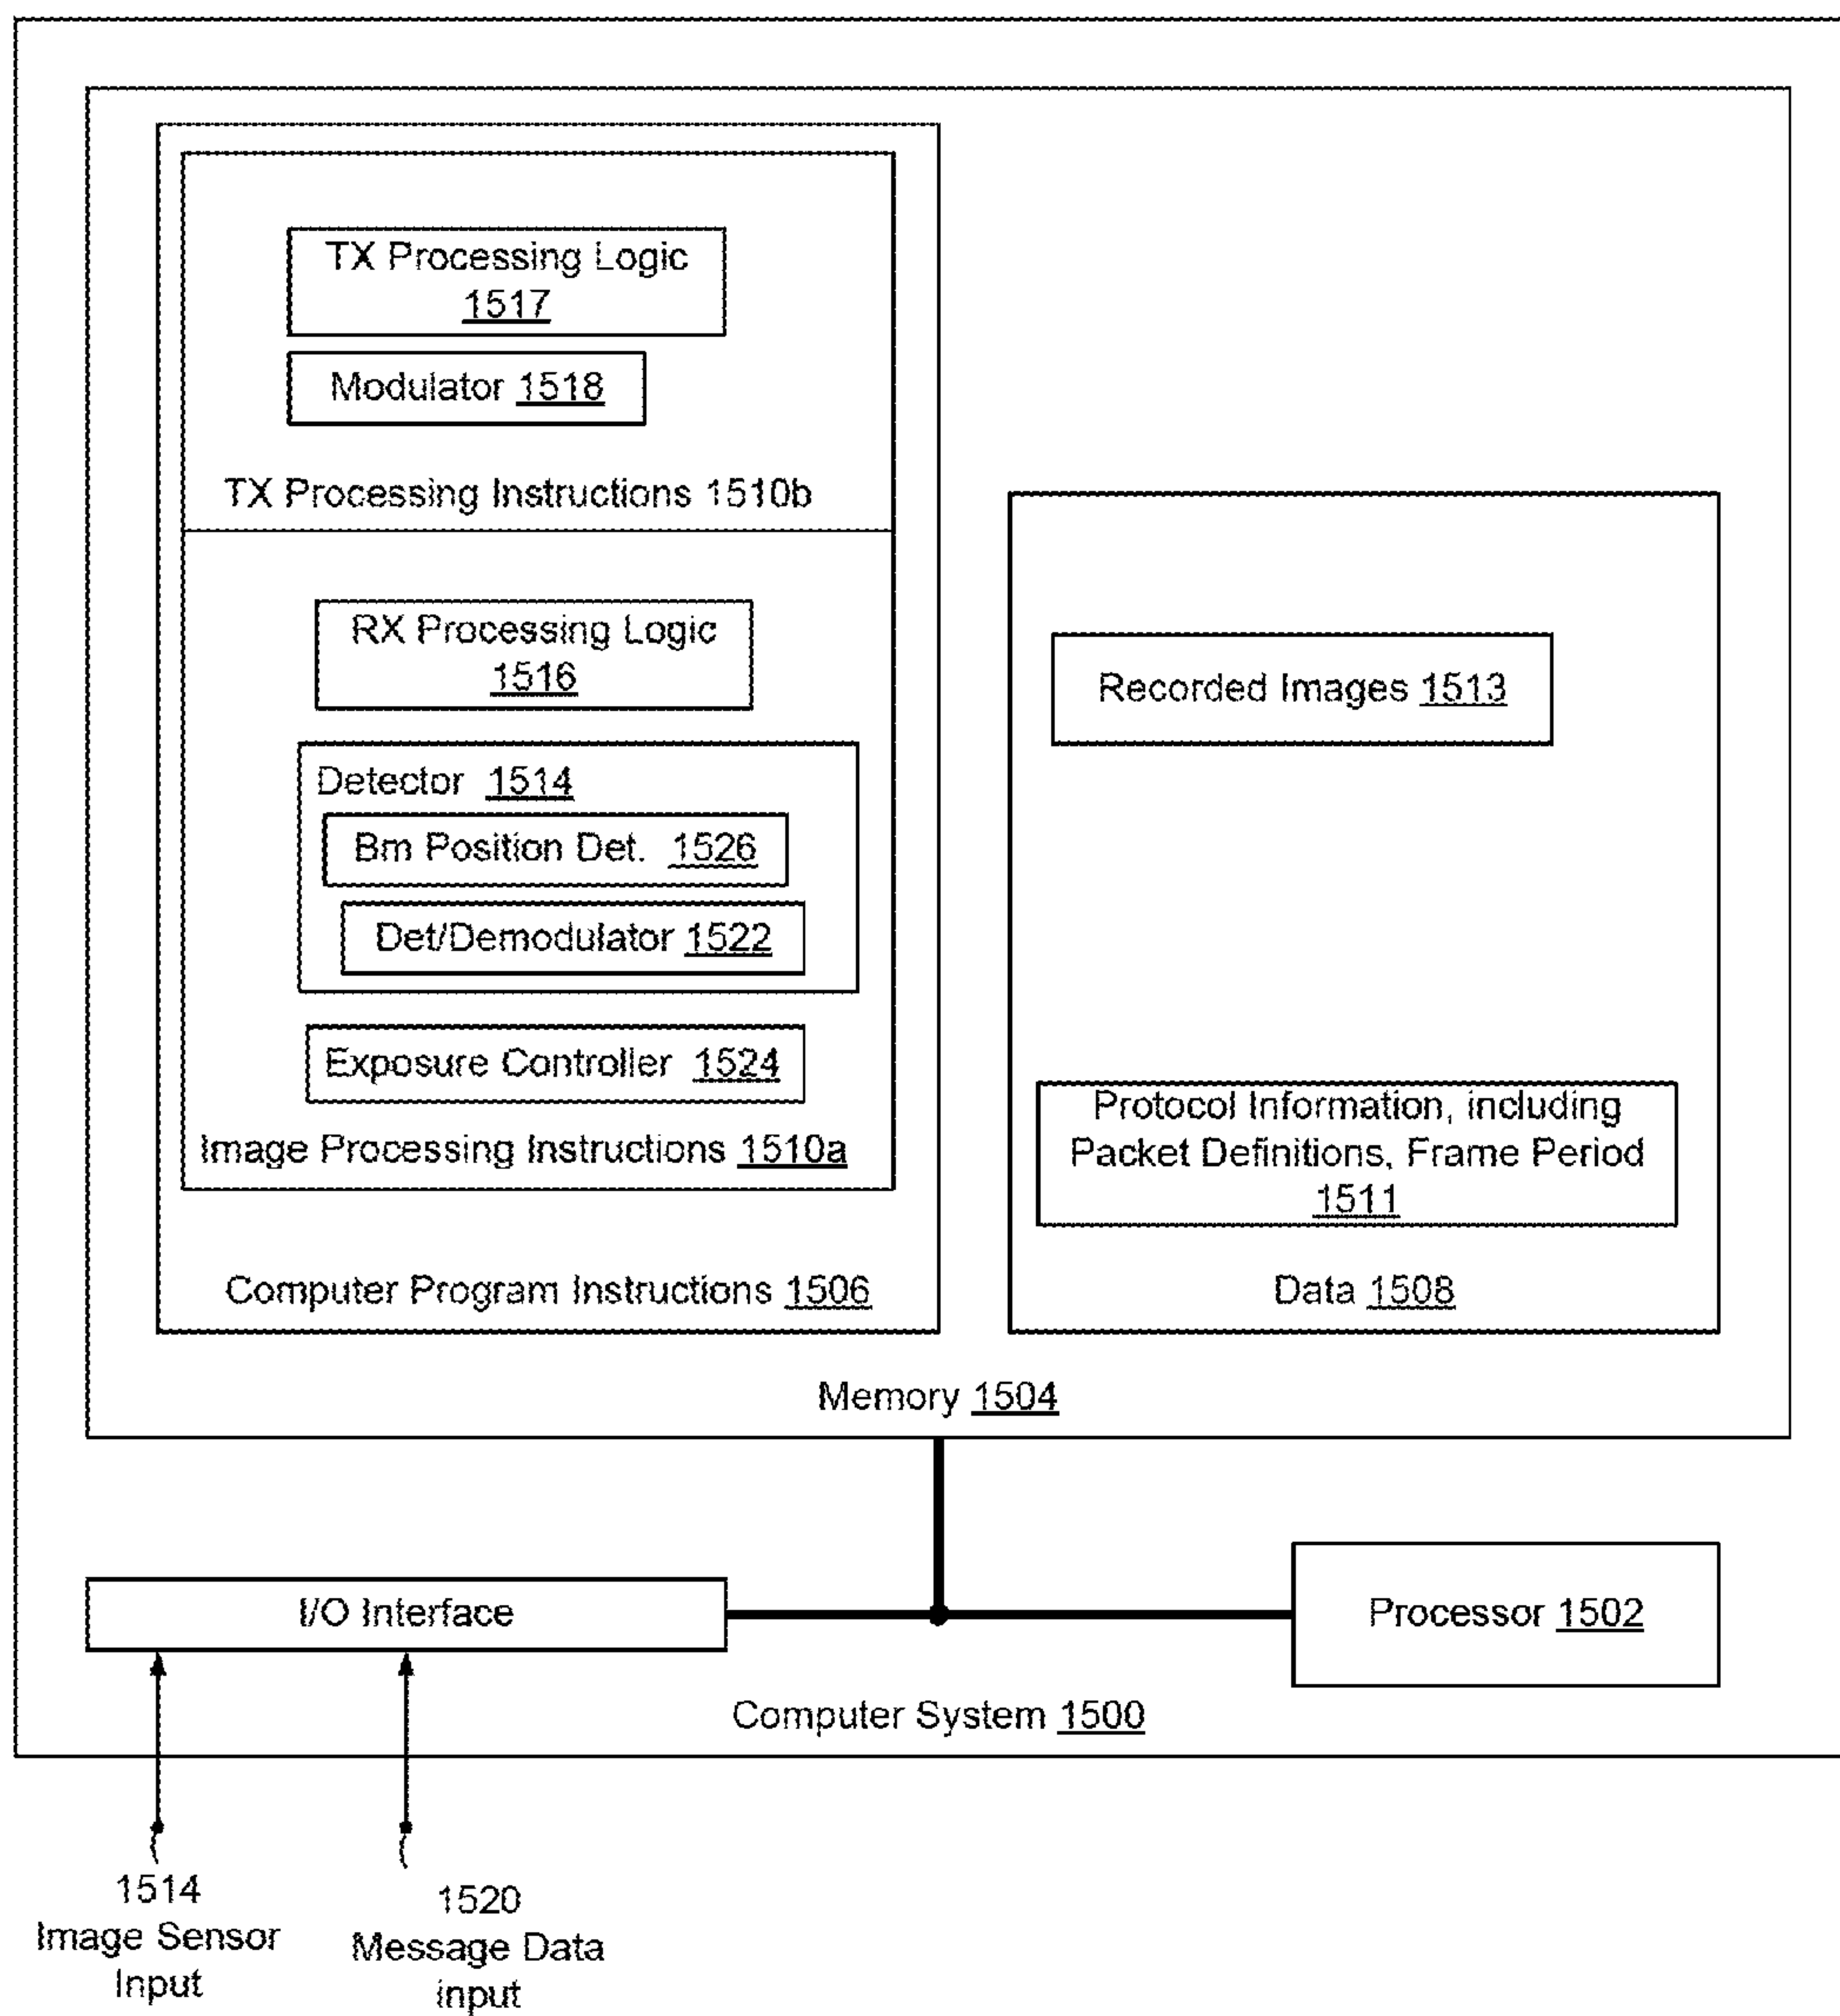 TX Processing Logic
1517
Modulator 1518
TX Processing Instructions 1510b
RX Processing Logic
1516
Detector 1514
Bm Position Det. 1526
Det/Demodulator 1522
Exposure Controller 1524
Image Processing Instructions 1510a
Computer Program Instructions 1506
Recorded Images 1513
Protocol Information, including
Packet Definitions, Frame Period
1511
Data 1508
Memory 1504
I/O Interface
Processor 1502
Computer System 1500
1514
Image Sensor
Input
1520
Message Data
input